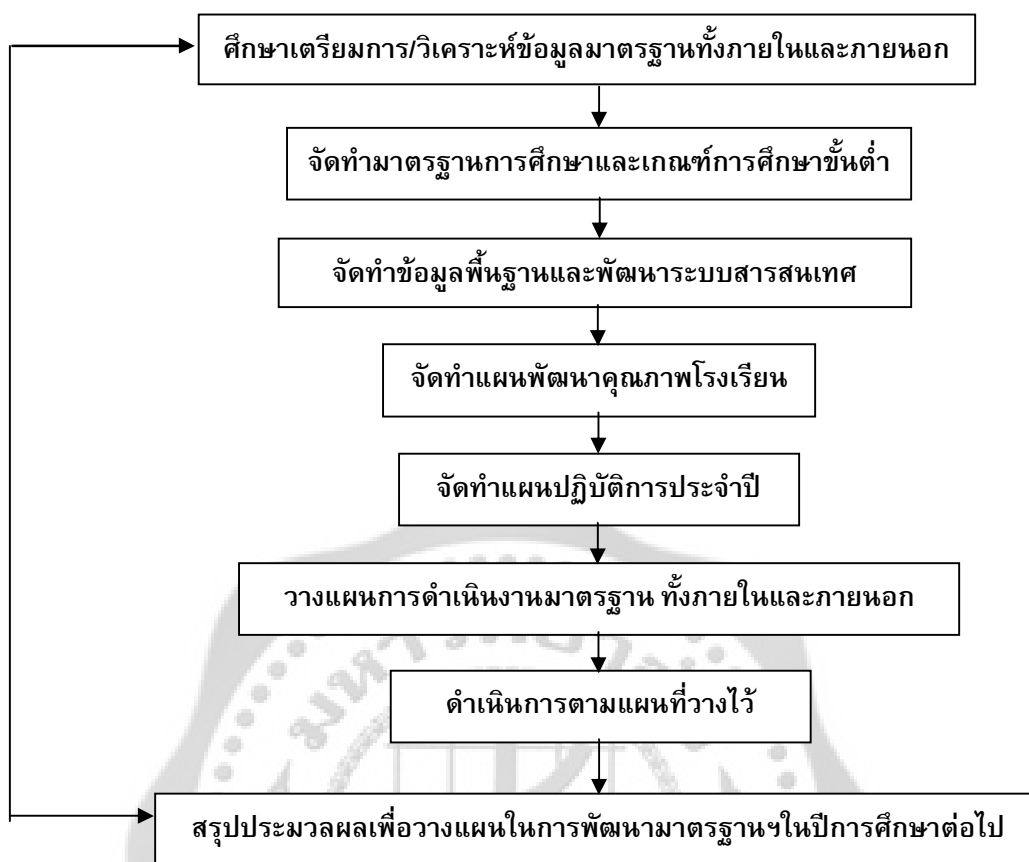 ศึกษาเตรียมการ/วิเคราะห์ข้อมูลมาตรฐานทั้งภายในและภายนอก
จัดทำมาตรฐานการศึกษาและเกณฑ์การศึกษาขั้นต่ำ
จัดทำข้อมูลพื้นฐานและพัฒนาระบบสารสนเทศ
จัดทำแผนพัฒนาคุณภาพโรงเรียน
จัดทำแผนปฏิบัติการประจำปี
วางแผนการดำเนินงานมาตรฐาน ทั้งภายในและภายนอก
ดำเนินการตามแผนที่วางไว้
สรุปประมวลผลเพื่อวางแผนในการพัฒนามาตรฐานฯในปีการศึกษาต่อไป